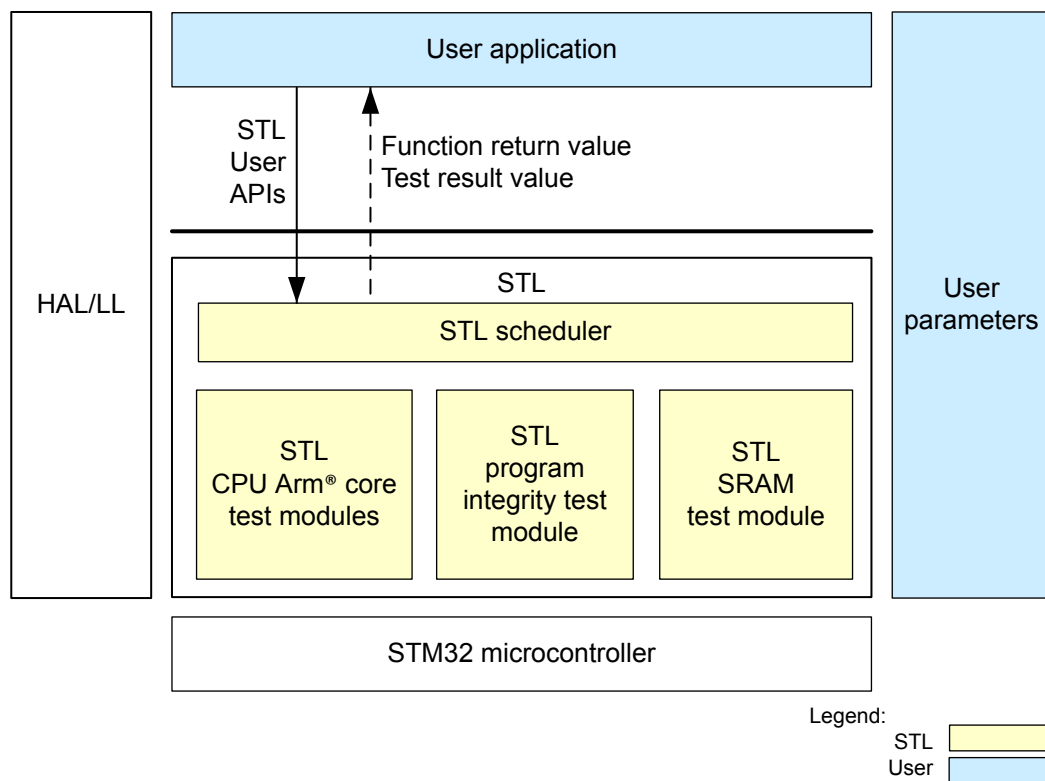 User application
STL
User
APIs
Function return value
Test result value
HAL/LL
User
parameters
STL
STL scheduler
STL
CPU Arm® core
test modules
STL
program
integrity test
module
STL
SRAM
test module
STM32 microcontroller
Legend:
STL
User